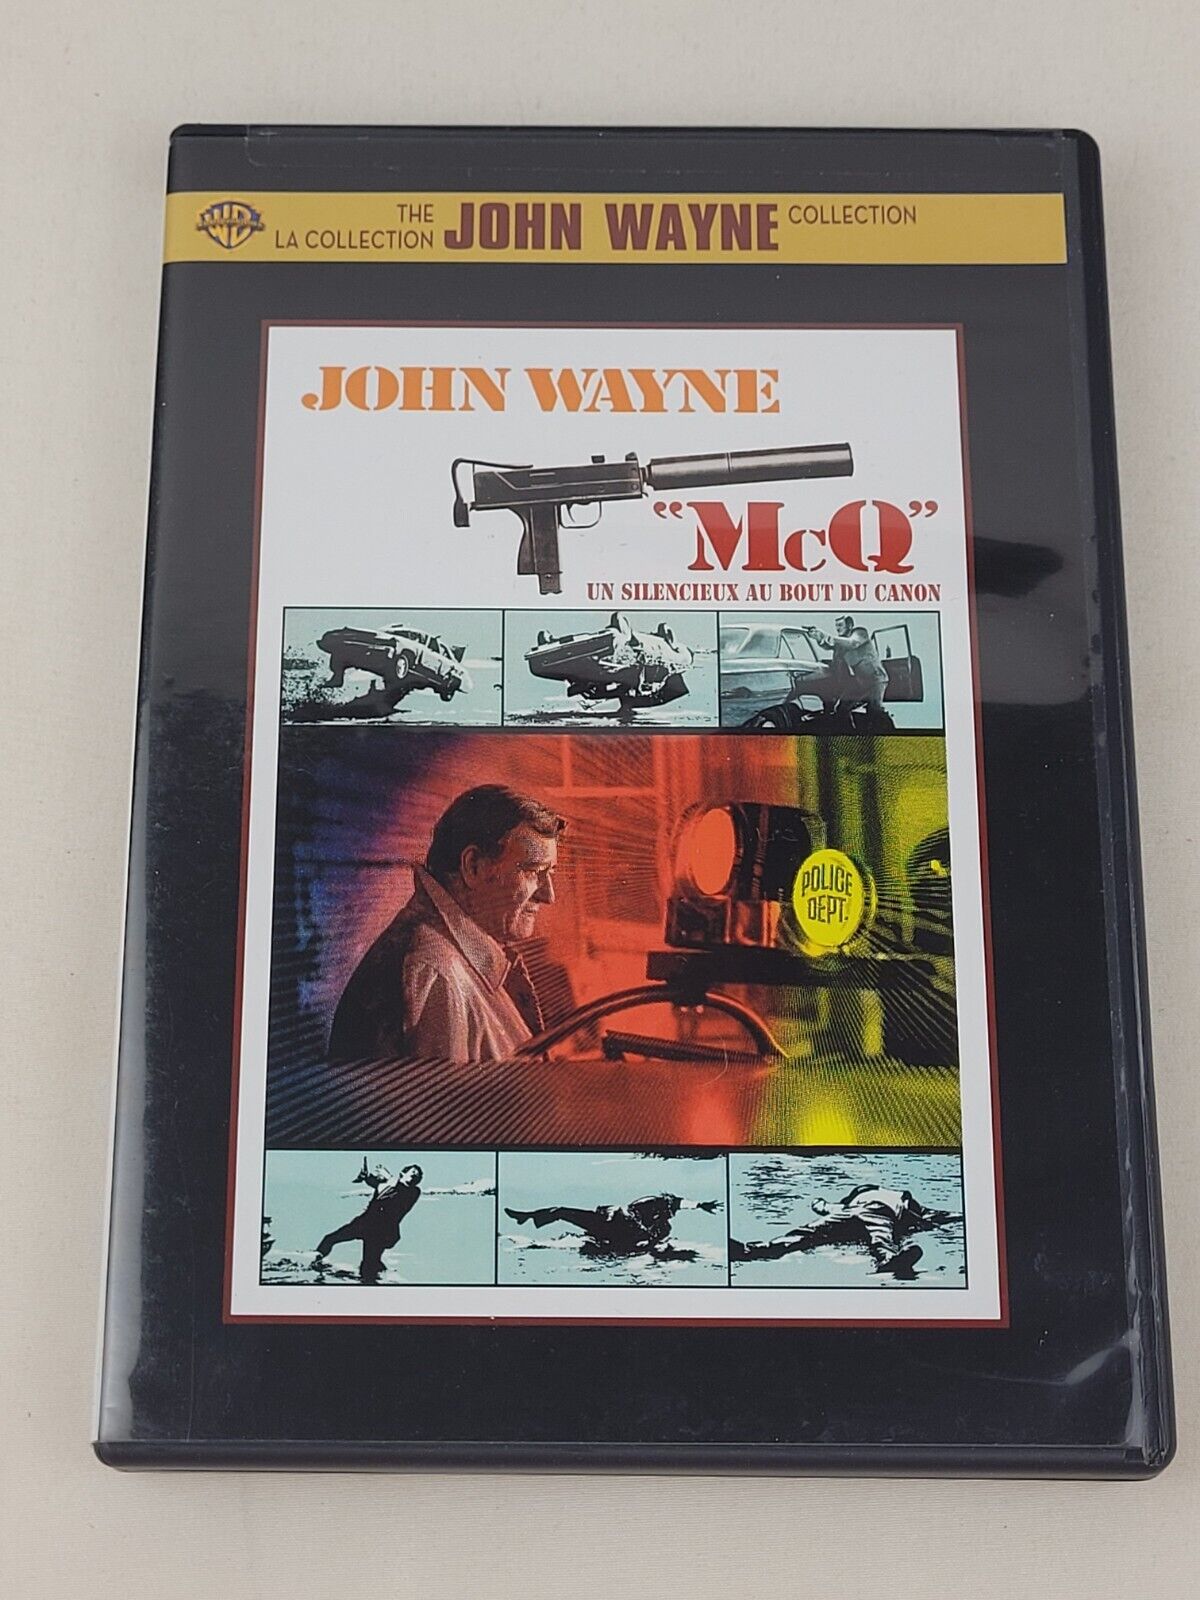 THE JOHN WAYNE COLLECTION
LA COLLECTION
JOHN WAYNE
"McQ"
UN SILENCIEUX AU BOUT DU CANON
POLICE
DEPT.